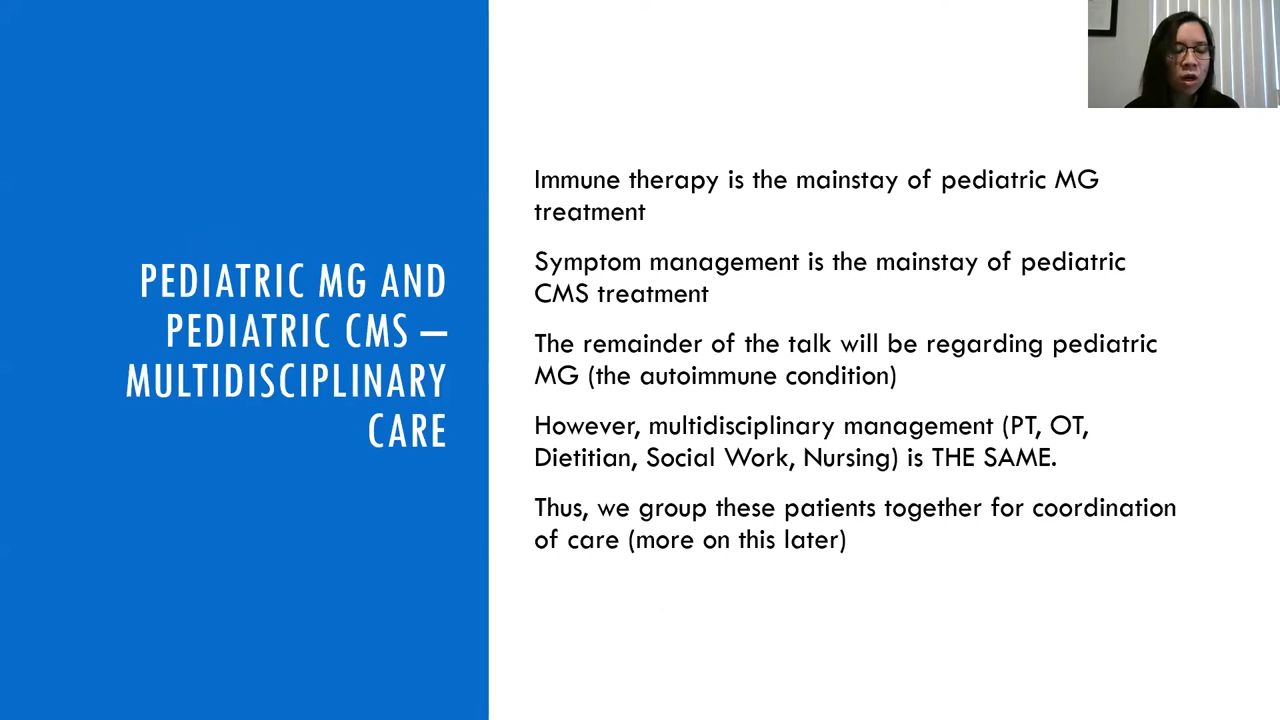 PEDIATRIC MG AND
PEDIATRIC CMS –
MULTIDISCIPLINARY
CARE
Immune therapy is the mainstay of pediatric MG
treatment
Symptom management is the mainstay of pediatric
CMS treatment
The remainder of the talk will be regarding pediatric
MG (the autoimmune condition)
However, multidisciplinary management (PT, OT,
Dietitian, Social Work, Nursing) is THE SAME.
Thus, we group these patients together for coordination
of care (more on this later)